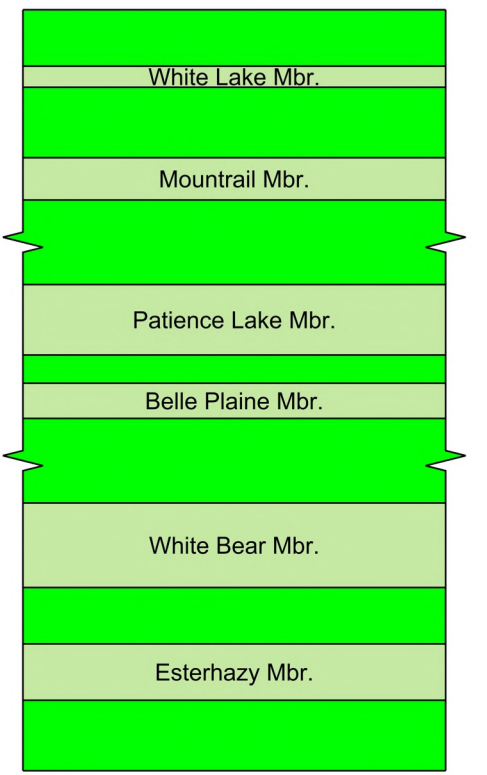 White Lake Mbr.
Mountrail Mbr.
Patience Lake Mbr.
Belle Plaine Mbr.
White Bear Mbr.
Esterhazy Mbr.